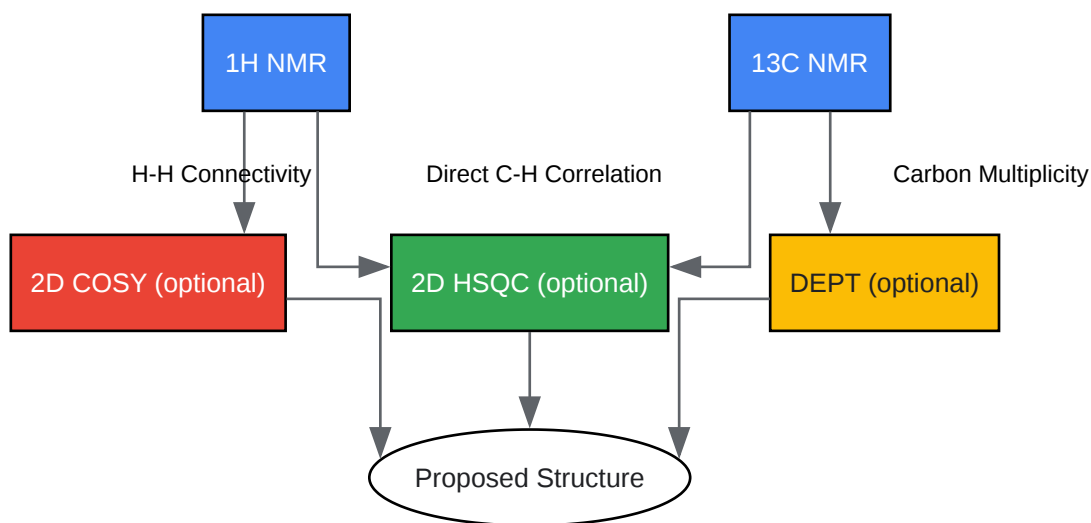 1H NMR
13C NMR
H-H Connectivity
Direct C-H Correlation
Carbon Multiplicity
2D COSY (optional)
2D HSQC (optional)
DEPT (optional)
Proposed Structure